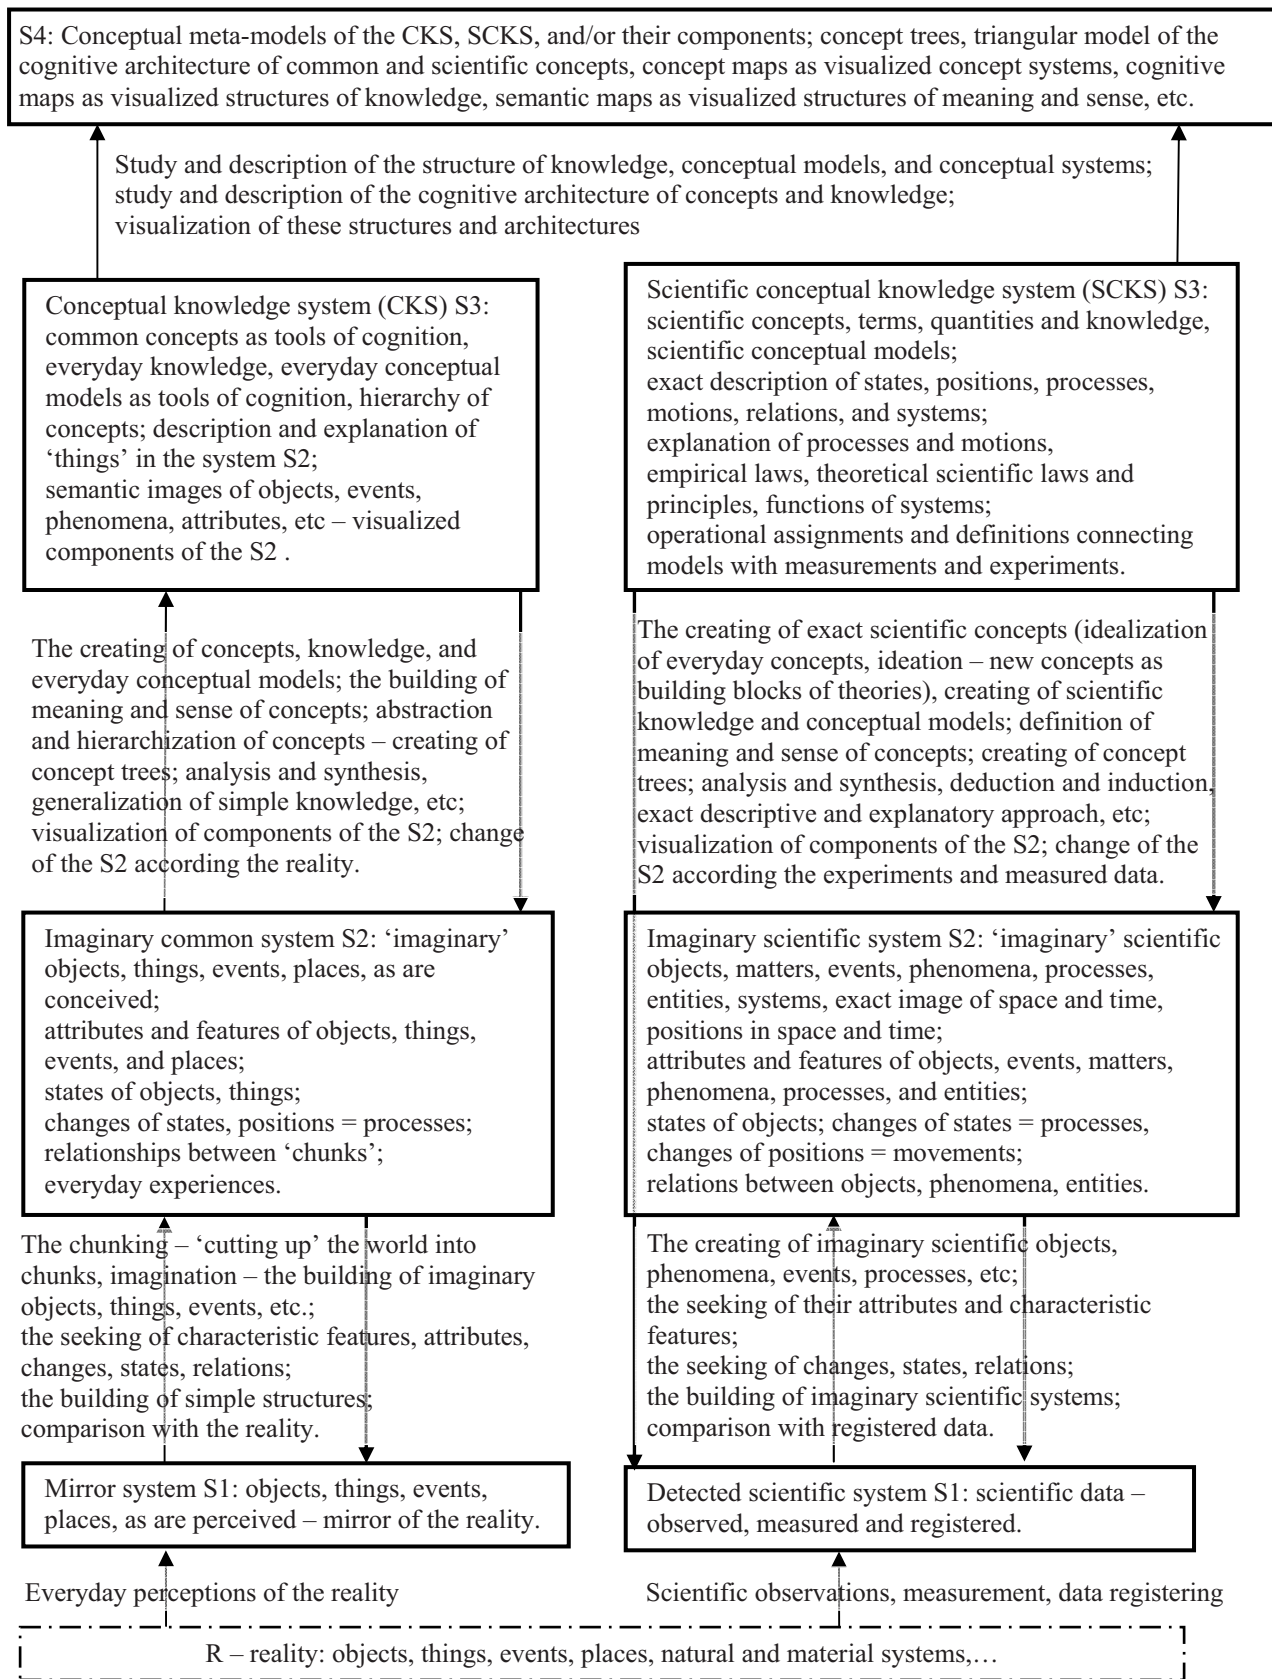 S4: Conceptual meta-models of the CKS, SCKS, and/or their components; concept trees, triangular model of the
cognitive architecture of common and scientific concepts, concept maps as visualized concept systems, cognitive
maps as visualized structures of knowledge, semantic maps as visualized structures of meaning and sense, etc.
Study and description of the structure of knowledge, conceptual models, and conceptual systems;
study and description of the cognitive architecture of concepts and knowledge;
visualization of these structures and architectures
Conceptual knowledge system (CKS) S3:
common concepts as tools of cognition,
everyday knowledge, everyday conceptual
models as tools of cognition, hierarchy of
concepts; description and explanation of
‘things’ in the system S2;
semantic images of objects, events,
phenomena, attributes, etc – visualized
components of the S2 .
Scientific conceptual knowledge system (SCKS) S3:
scientific concepts, terms, quantities and knowledge,
scientific conceptual models;
exact description of states, positions, processes,
motions, relations, and systems;
explanation of processes and motions,
empirical laws, theoretical scientific laws and
principles, functions of systems;
operational assignments and definitions connecting
models with measurements and experiments.
The creating of concepts, knowledge, and
everyday conceptual models; the building of
meaning and sense of concepts; abstraction
and hierarchization of concepts – creating of
concept trees; analysis and synthesis,
generalization of simple knowledge, etc;
visualization of components of the S2; change
of the S2 according the reality.
The creating of exact scientific concepts (idealization
of everyday concepts, ideation – new concepts as
building blocks of theories), creating of scientific
knowledge and conceptual models; definition of
meaning and sense of concepts; creating of concept
trees; analysis and synthesis, deduction and induction,
exact descriptive and explanatory approach, etc;
visualization of components of the S2; change of the
S2 according the experiments and measured data.
Imaginary common system S2: ‘imaginary’
objects, things, events, places, as are
conceived;
attributes and features of objects, things,
events, and places;
states of objects, things;
changes of states, positions = processes;
relationships between ‘chunks’;
everyday experiences.
Imaginary scientific system S2: ‘imaginary’ scientific
objects, matters, events, phenomena, processes,
entities, systems, exact image of space and time,
positions in space and time;
attributes and features of objects, events, matters,
phenomena, processes, and entities;
states of objects; changes of states = processes,
changes of positions = movements;
relations between objects, phenomena, entities.
The chunking – ‘cutting up’ the world into
chunks, imagination – the building of imaginary
objects, things, events, etc.;
the seeking of characteristic features, attributes,
changes, states, relations;
the building of simple structures;
comparison with the reality.
The creating of imaginary scientific objects,
phenomena, events, processes, etc;
the seeking of their attributes and characteristic
features;
the seeking of changes, states, relations;
the building of imaginary scientific systems;
comparison with registered data.
Mirror system S1: objects, things, events,
places, as are perceived – mirror of the reality.
Detected scientific system S1: scientific data –
observed, measured and registered.
Everyday perceptions of the reality
Scientific observations, measurement, data registering
R – reality: objects, things, events, places, natural and material systems,…